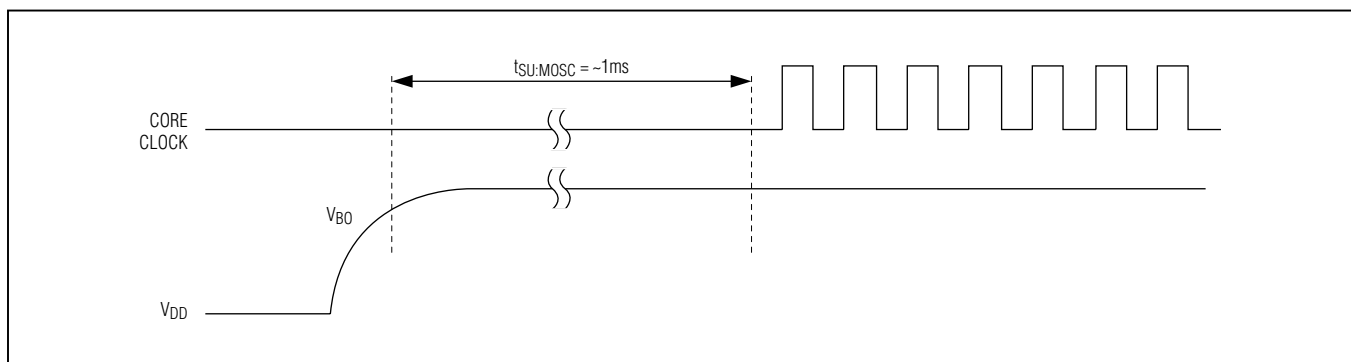 tSU:MOSC = ~1ms
CORE
CLOCK
VBO
VDD